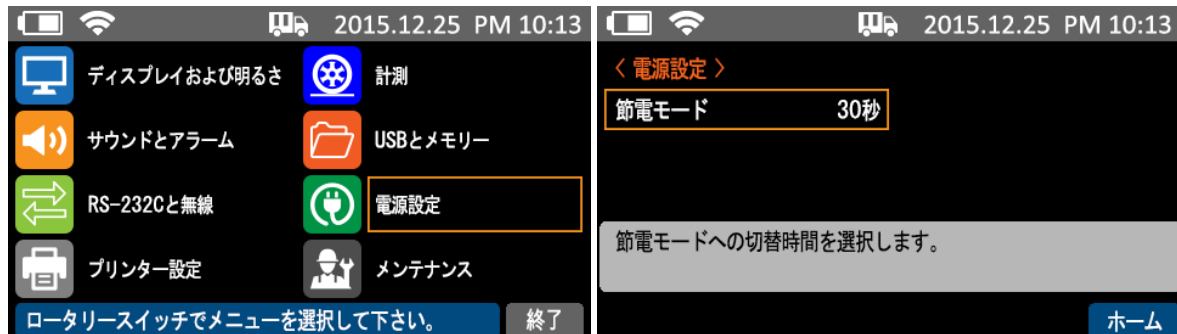 2015.12.25 PM 10:13
ディスプレイおよび明るさ
計測
サウンドとアラーム
USBとメモリー
RS-232Cと無線
電源設定
プリンター設定
メンテナンス
ロータリースイッチでメニューを選択して下さい。
終了
2015.12.25 PM 10:13
〈 電源設定 〉
節電モード 30秒
節電モードへの切替時間を選択します。
ホーム